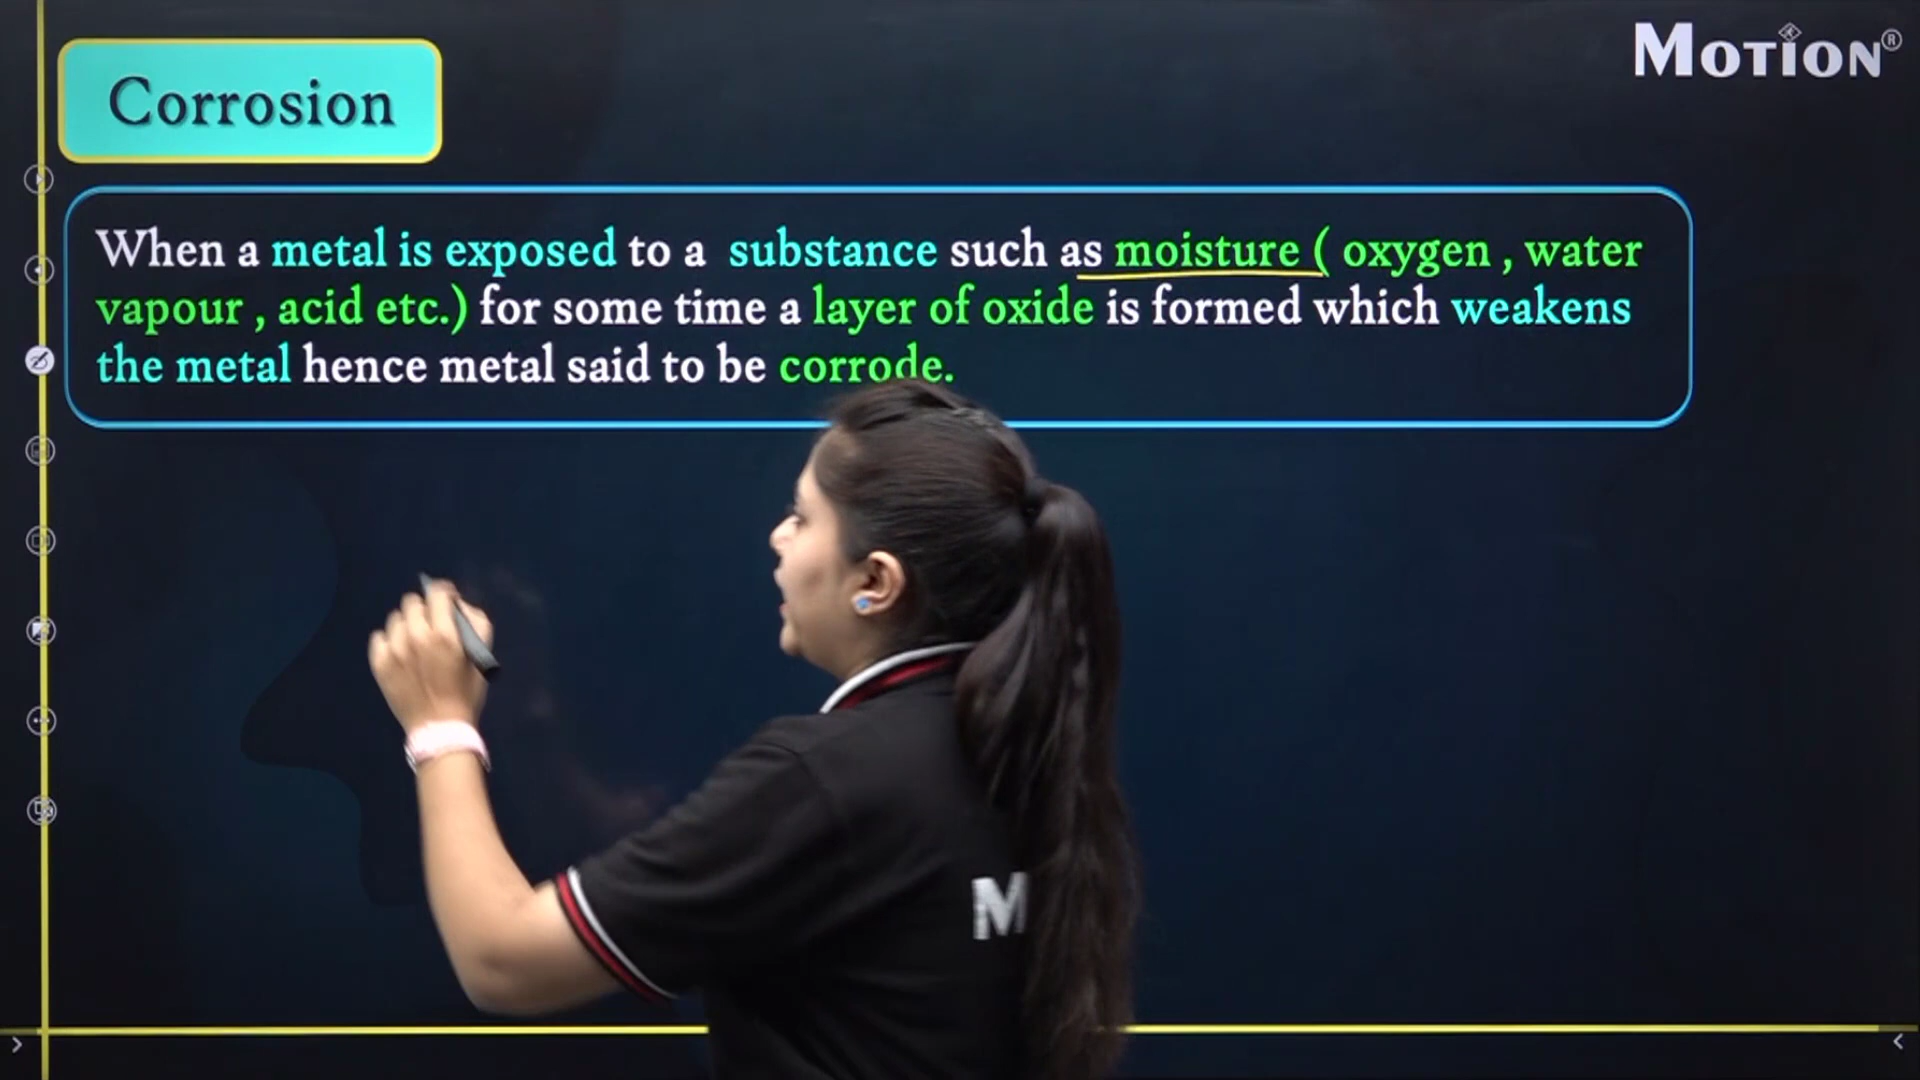 MOTION®
Corrosion
When a metal is exposed to a substance such as moisture ( oxygen , water
vapour , acid etc.) for some time a layer of oxide is formed which weakens
the metal hence metal said to be corrode.
M